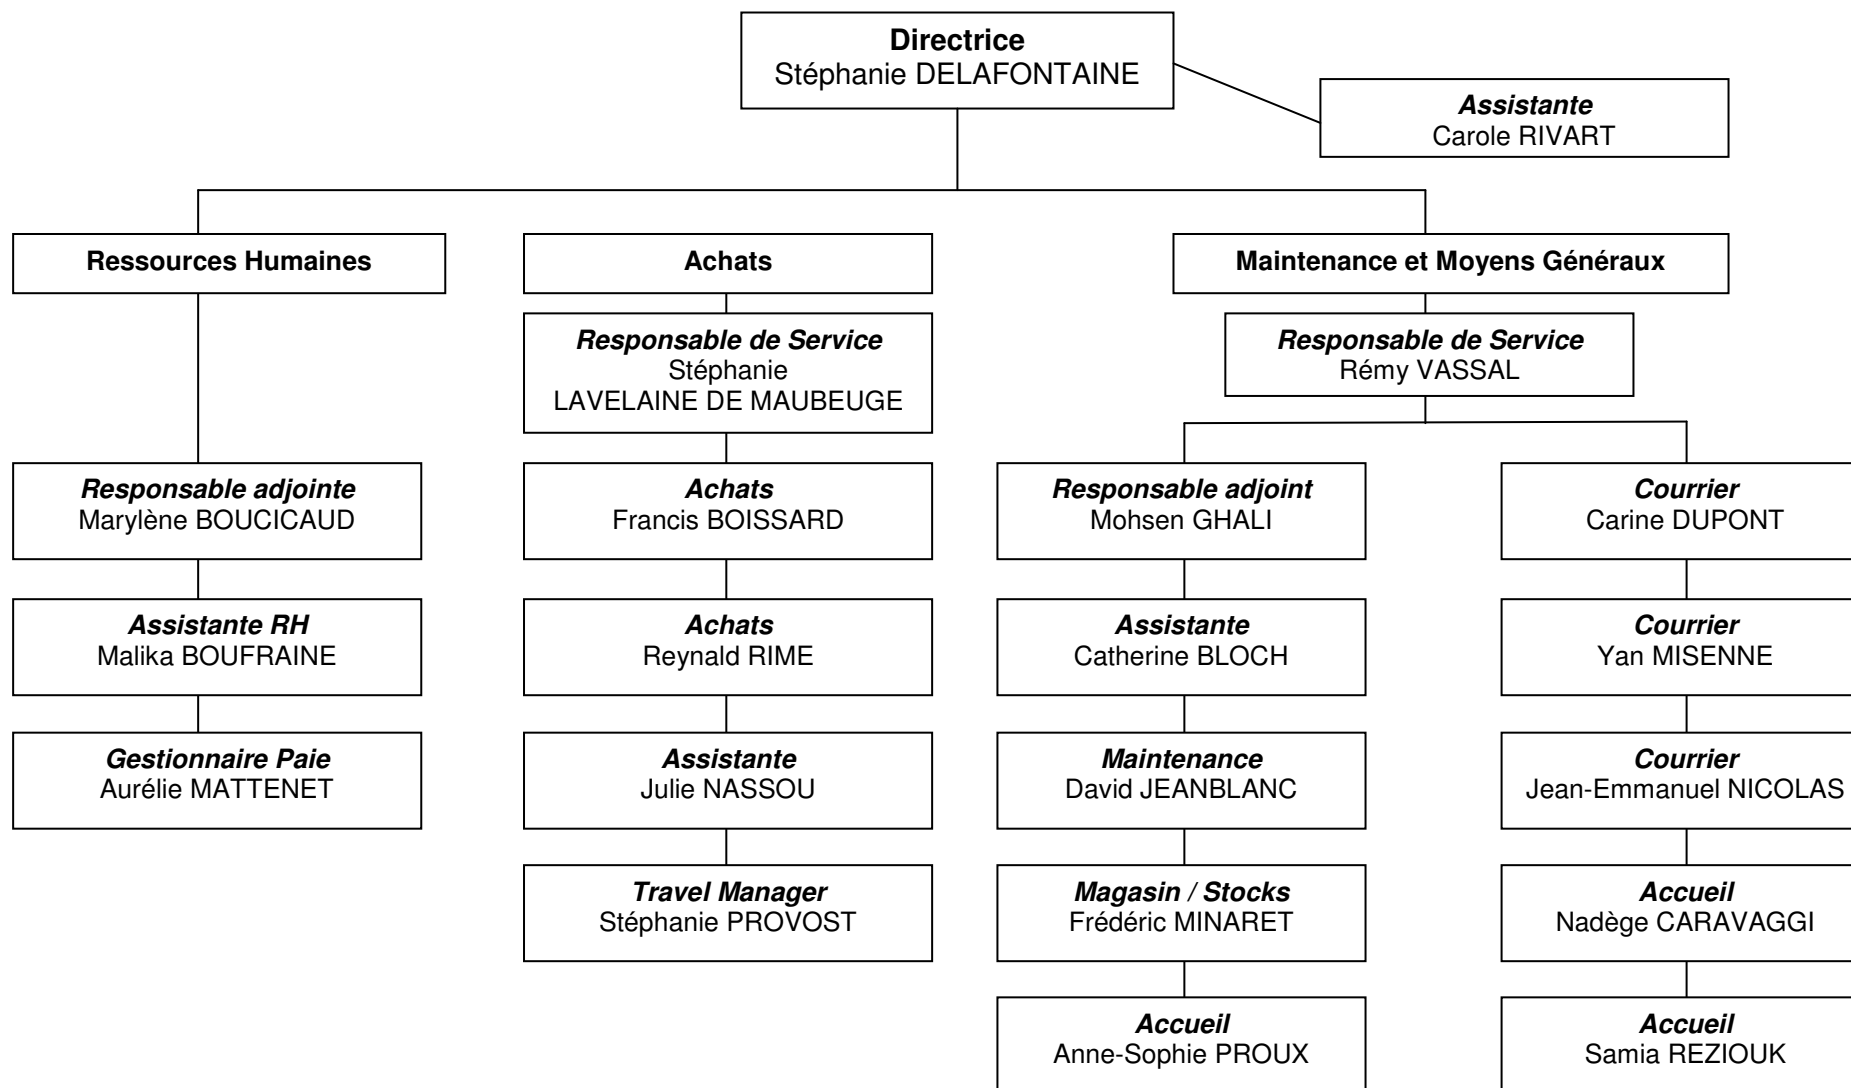 Directrice
Stéphanie DELAFONTAINE
Assistante
Carole RIVART
Ressources Humaines
Achats
Maintenance et Moyens Généraux
Responsable de Service
Stéphanie
LAVELAINE DE MAUBEUGE
Responsable de Service
Rémy VASSAL
Responsable adjointe
Marylène BOUCICAUD
Achats
Francis BOISSARD
Responsable adjoint
Mohsen GHALI
Courrier
Carine DUPONT
Assistante RH
Malika BOUFRAINE
Achats
Reynald RIME
Assistante
Catherine BLOCH
Courrier
Yan MISENNE
Gestionnaire Paie
Aurélie MATTENET
Assistante
Julie NASSOU
Maintenance
David JEANBLANC
Courrier
Jean-Emmanuel NICOLAS
Travel Manager
Stéphanie PROVOST
Magasin / Stocks
Frédéric MINARET
Accueil
Nadège CARAVAGGI
Accueil
Anne-Sophie PROUX
Accueil
Samia REZIOUK